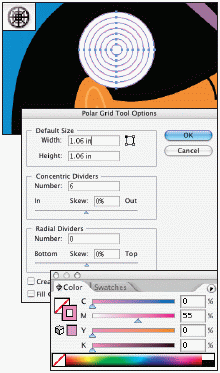 Polar Grid Tool Options
Default Size
Width: 1.06 in
OK
Height: 1.06 in
Cancel
Concentric Dividers
Number: 6
In Skew: 0% Out
Radial Dividers
Number: 0
Bottom Skew: 0% Top
Fill
Color Swatches
C 0 %
M 55 %
Y 0 %
K 0 %